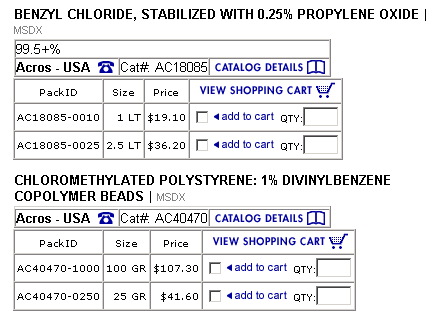 BENZYL CHLORIDE, STABILIZED WITH 0.25% PROPYLENE OXIDE |
MSDX
99.5+%
Acros - USA Cat#: AC18085 CATALOG DETAILS
PackID Size Price VIEW SHOPPING CART
AC18085-0010 1 LT $19.10 add to cart QTY:
AC18085-0025 2.5 LT $36.20 add to cart QTY:
CHLOROMETHYLATED POLYSTYRENE: 1% DIVINYLBENZENE
COPOLYMER BEADS | MSDX
Acros - USA Cat#: AC40470 CATALOG DETAILS
PackID Size Price VIEW SHOPPING CART
AC40470-1000 100 GR $107.30 add to cart QTY:
AC40470-0250 25 GR $41.60 add to cart QTY: